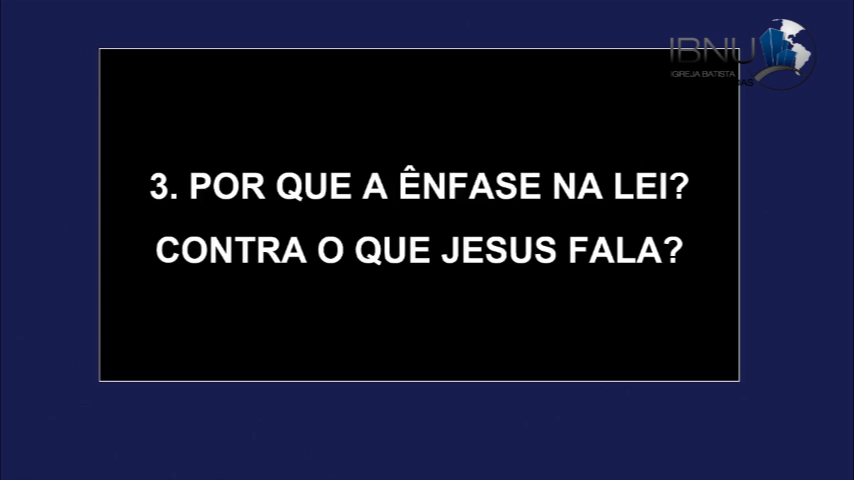 IBNU
IGREJA BATISTA
3. POR QUE A ÊNFASE NA LEI?
CONTRA O QUE JESUS FALA?